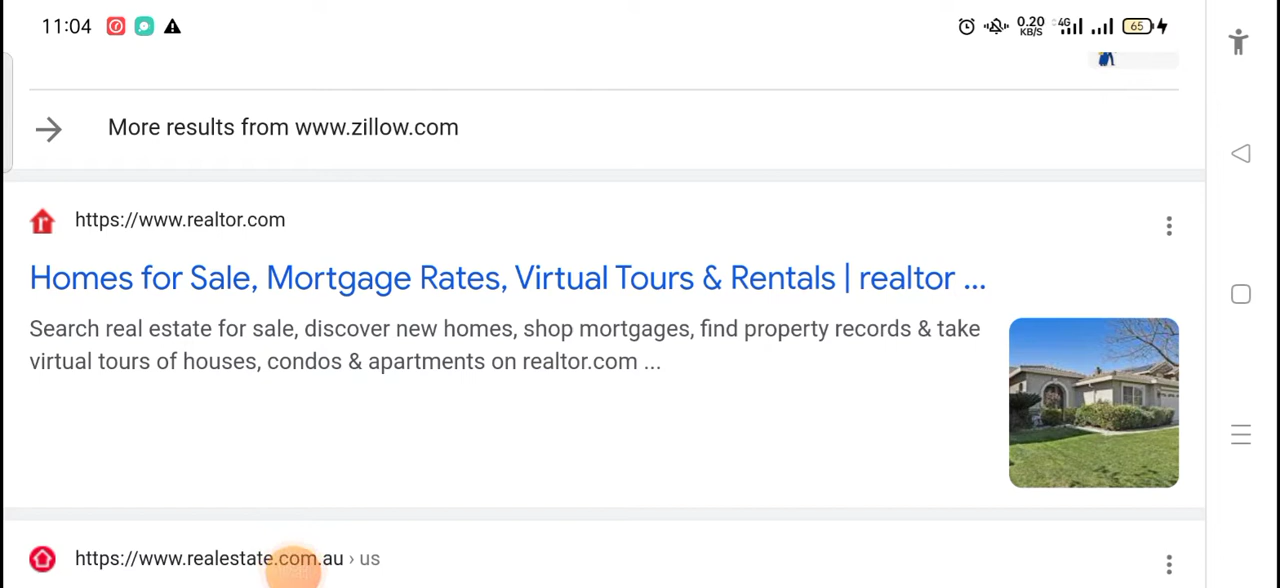 11:04
0.20
KB/S
4G
65
More results from www.zillow.com
r
https://www.realtor.com
Homes for Sale, Mortgage Rates, Virtual Tours & Rentals | realtor ...
Search real estate for sale, discover new homes, shop mortgages, find property records & take
virtual tours of houses, condos & apartments on realtor.com ...
https://www.realestate.com.au › us